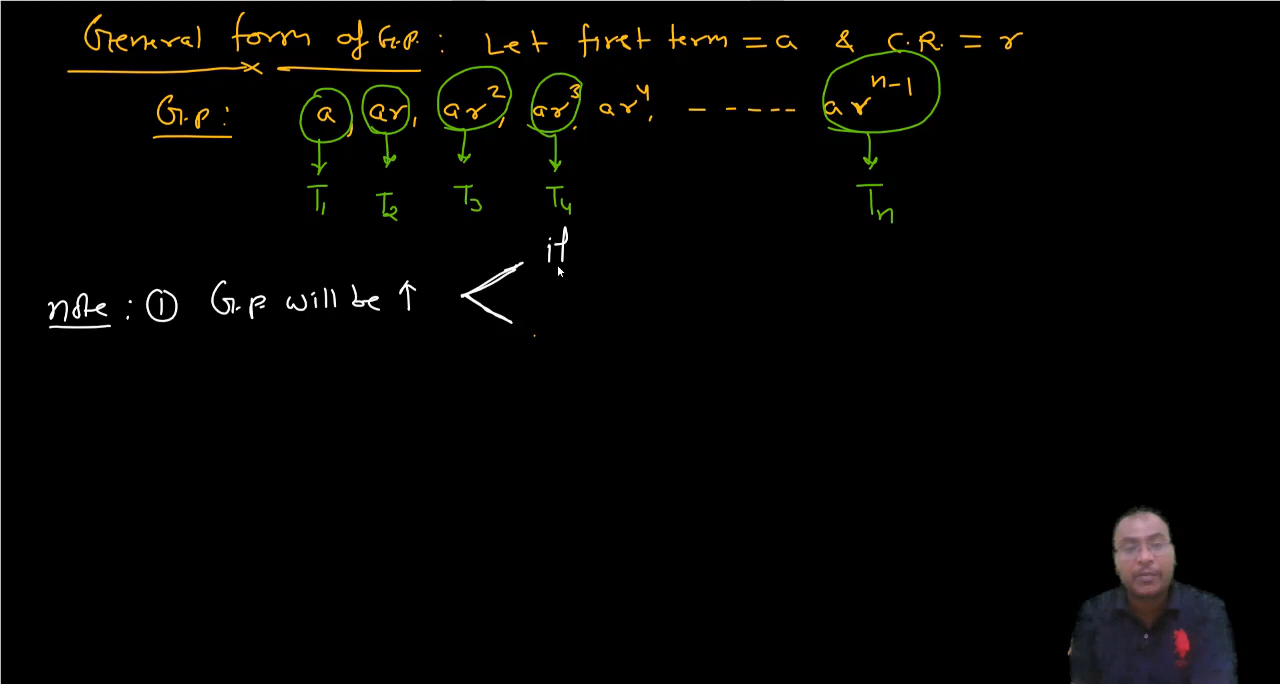 General form of G.P. : Let first term = a & C.R. = r
G.P : a, ar, ar², ar³, ar⁴, ----- arⁿ⁻¹
T₁ T₂ T₃ T₄ Tₙ
if
note : ① G.P will be ↑